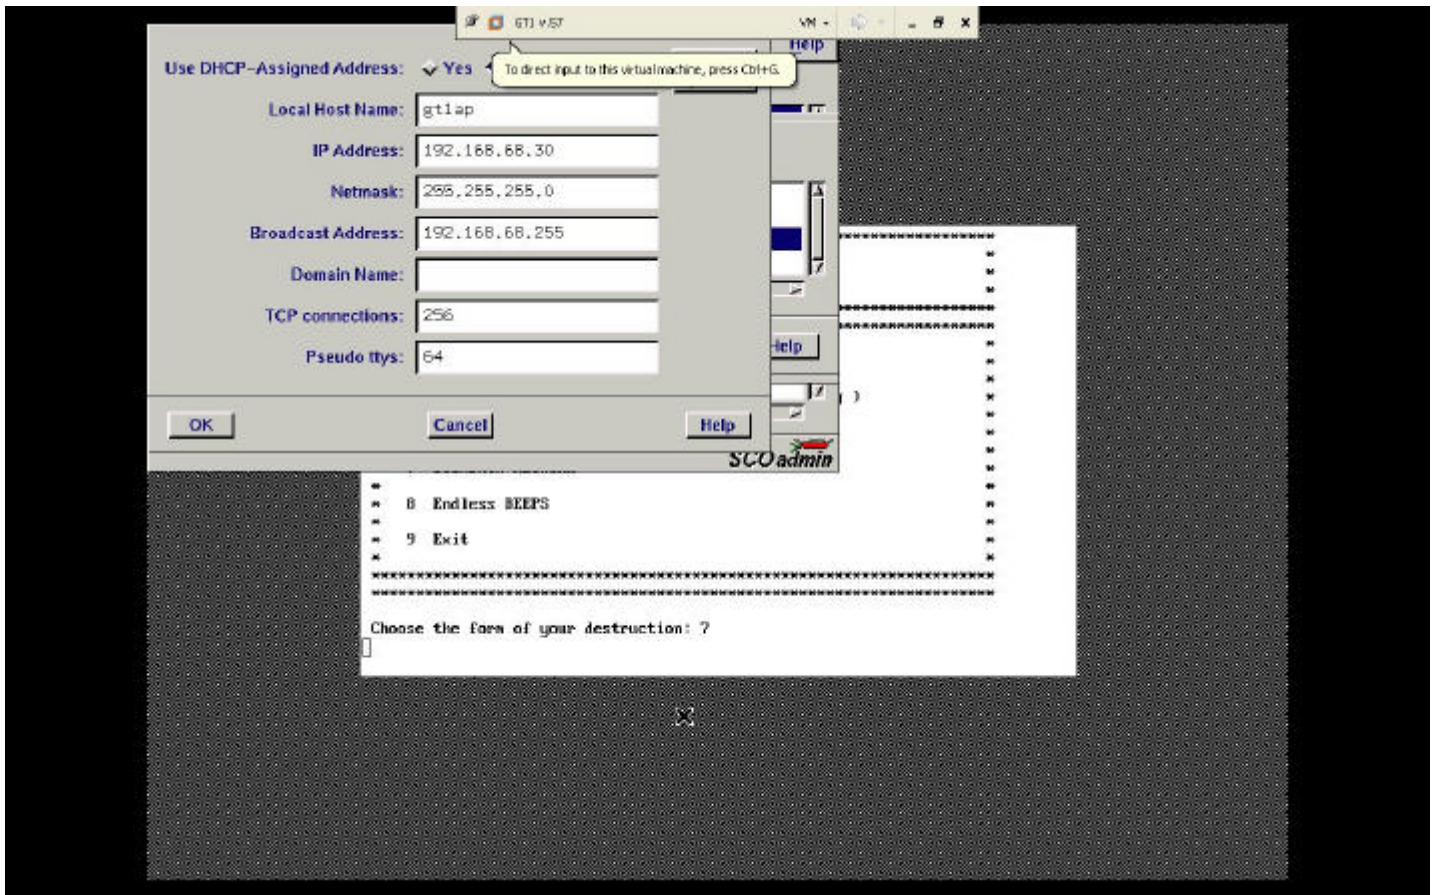 GT1 v.57 VM
Help
Use DHCP-Assigned Address: Yes
To direct input to this virtual machine, press Ctrl+G.
Local Host Name: gt1ap
IP Address: 192.168.68.30
Netmask: 255.255.255.0
Broadcast Address: 192.168.68.255
Domain Name:
TCP connections: 256
Pseudo ttys: 64
Help
)
OK Cancel Help
SCO admin
* 8 Endless BEEPS *
* 9 Exit *
*****
*****
Choose the form of your destruction: 7